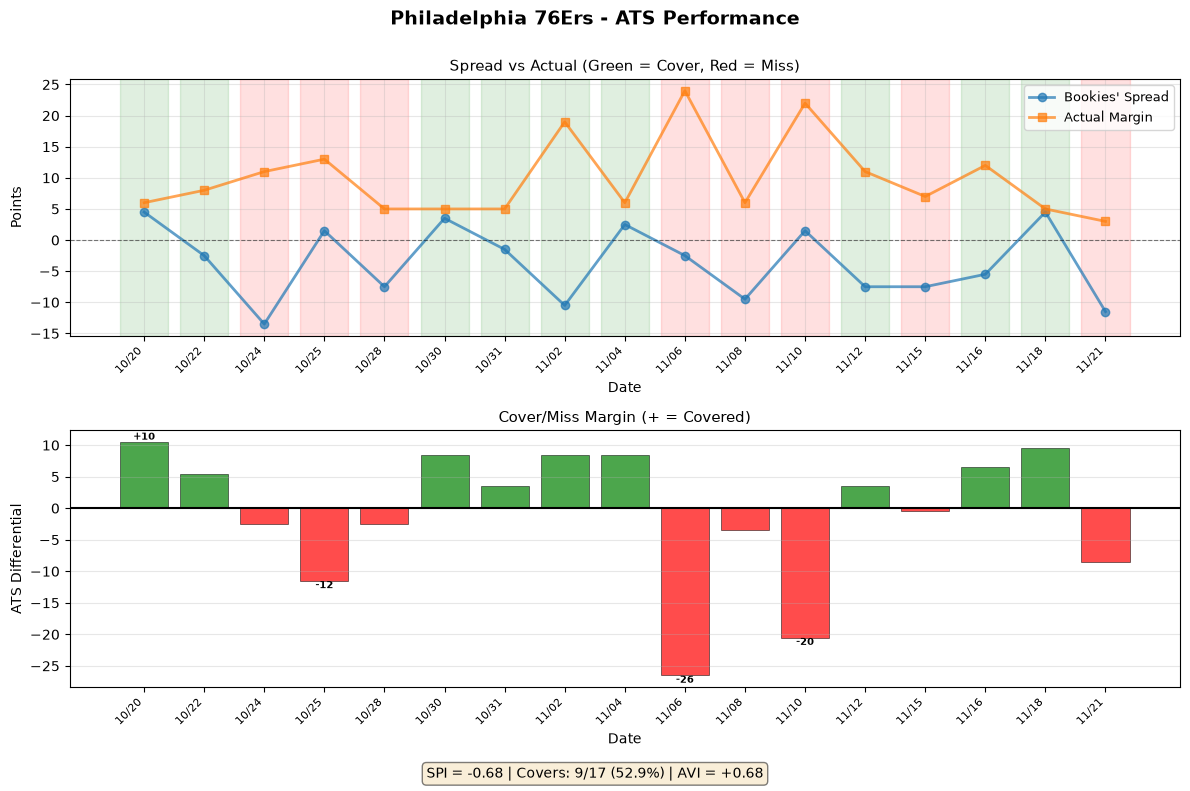 Philadelphia 76Ers - ATS Performance
Spread vs Actual (Green = Cover, Red = Miss)
Points
25
20
15
10
5
0
−5
−10
−15
Bookies' Spread
Actual Margin
10/20 10/22 10/24 10/25 10/28 10/30 10/31 11/02 11/04 11/06 11/08 11/10 11/12 11/15 11/16 11/18 11/21
Date
Cover/Miss Margin (+ = Covered)
ATS Differential
10
5
0
−5
−10
−15
−20
−25
+10
-12
-26
-20
10/20 10/22 10/24 10/25 10/28 10/30 10/31 11/02 11/04 11/06 11/08 11/10 11/12 11/15 11/16 11/18 11/21
Date
SPI = -0.68 | Covers: 9/17 (52.9%) | AVI = +0.68